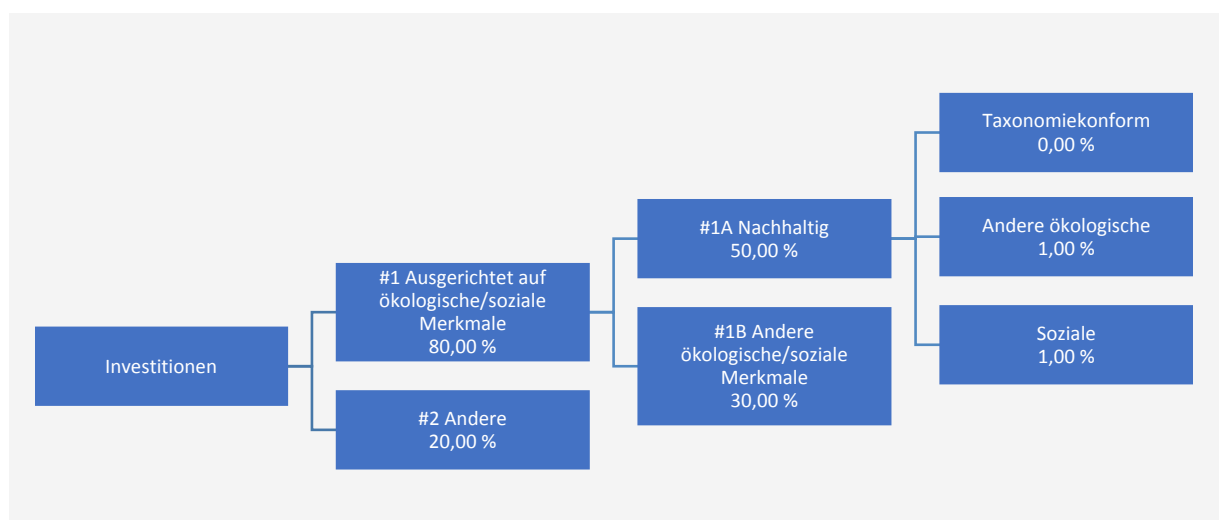 Investitionen
#1 Ausgerichtet auf
ökologische/soziale
Merkmale
80,00 %
#2 Andere
20,00 %
#1A Nachhaltig
50,00 %
#1B Andere
ökologische/soziale
Merkmale
30,00 %
Taxonomiekonform
0,00 %
Andere ökologische
1,00 %
Soziale
1,00 %